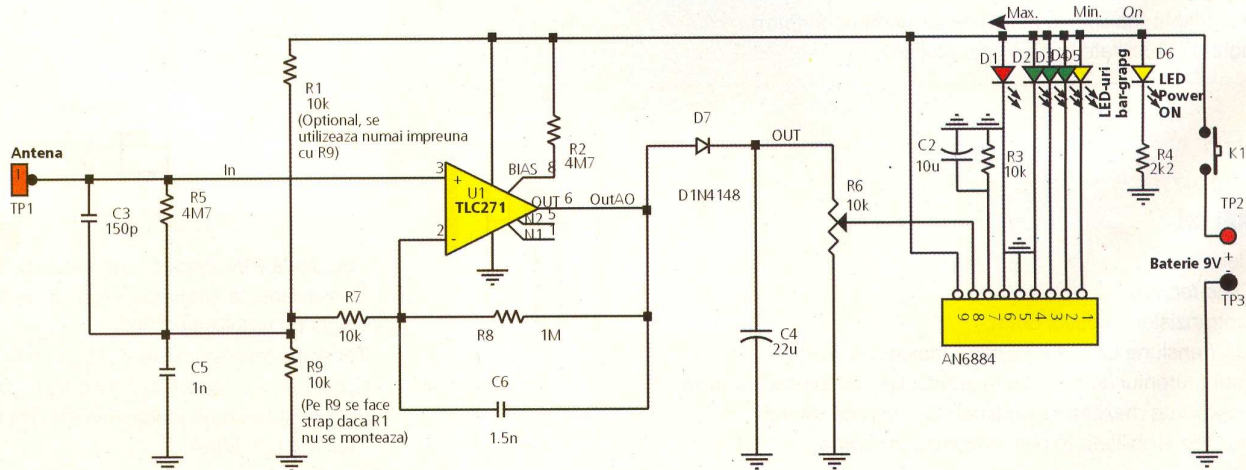 Max. Min. On
R1
10k
(Optional, se
utilizeaza numai impreuna
cu R9)
R2
4M7
BIAS
8
Antena
1
TP1
In
C3
150p
R5
4M7
3
+
U1
TLC271
OUT 6 OutAO
N2 5
N1 1
2
-
D7
D1N4148
OUT
R6
10k
C4
22u
D1 D2 D3 D4 D5
LED-uri
bar-grapg
D6
LED
Power
ON
C2
10u
R3
10k
R4
2k2
K1
TP2
+
Baterie 9V
-
TP3
9 8 7 6 5 4 3 2 1
AN6884
R7
10k
R8 1M
C6
1.5n
C5
1n
R9
10k
(Pe R9 se face
strap daca R1
nu se monteaza)